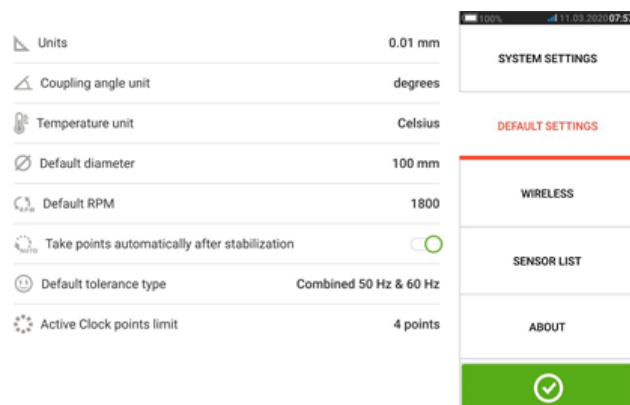 Units 0.01 mm
Coupling angle unit degrees
Temperature unit Celsius
Default diameter 100 mm
Default RPM 1800
Take points automatically after stabilization
Default tolerance type Combined 50 Hz & 60 Hz
Active Clock points limit 4 points
100% 11.03.2020 07:57
SYSTEM SETTINGS
DEFAULT SETTINGS
WIRELESS
SENSOR LIST
ABOUT